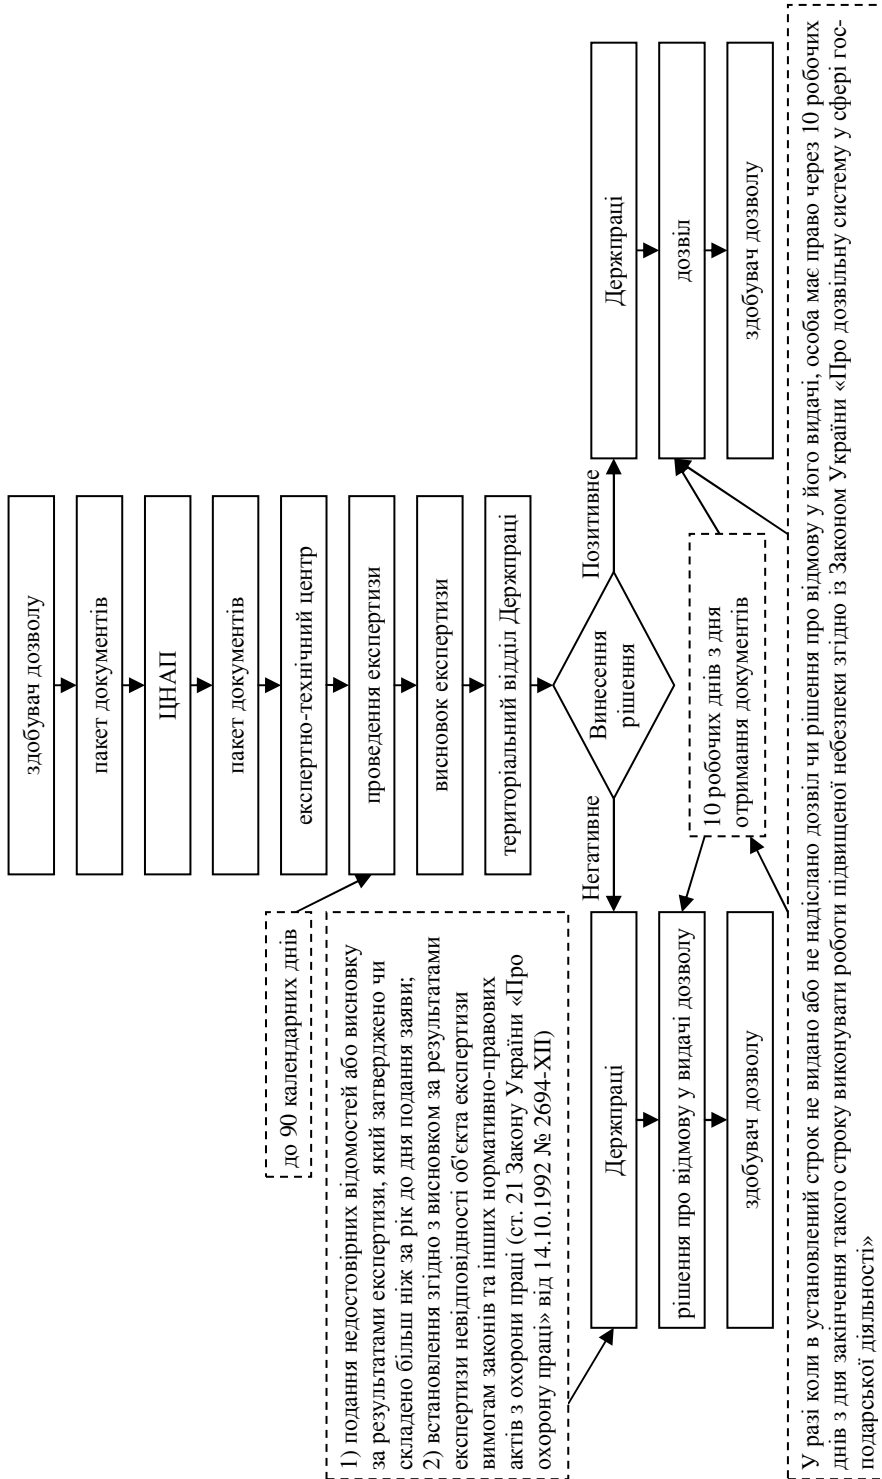 здобувач дозволу
пакет документів
ЦНАП
пакет документів
експертно-технічний центр
до 90 календарних днів
проведення експертизи
висновок експертизи
територіальний відділ Держпраці
1) подання недостовірних відомостей або висновку
за результатами експертизи, який затверджено чи
складено більш ніж за рік до дня подання заяви;
2) встановлення згідно з висновком за результатами
експертизи невідповідності об'єкта експертизи
вимогам законів та інших нормативно-правових
актів з охорони праці (ст. 21 Закону України «Про
охорону праці» від 14.10.1992 № 2694-XII)
Негативне
Винесення
рішення
Позитивне
Держпраці
рішення про відмову у видачі дозволу
здобувач дозволу
10 робочих днів з дня
отримання документів
Держпраці
дозвіл
здобувач дозволу
У разі коли в установлений строк не видано або не надіслано дозвіл чи рішення про відмову у його видачі, особа має право через 10 робочих
днів з дня закінчення такого строку виконувати роботи підвищеної небезпеки згідно із Законом України «Про дозвільну систему у сфері гос-
подарської діяльності»